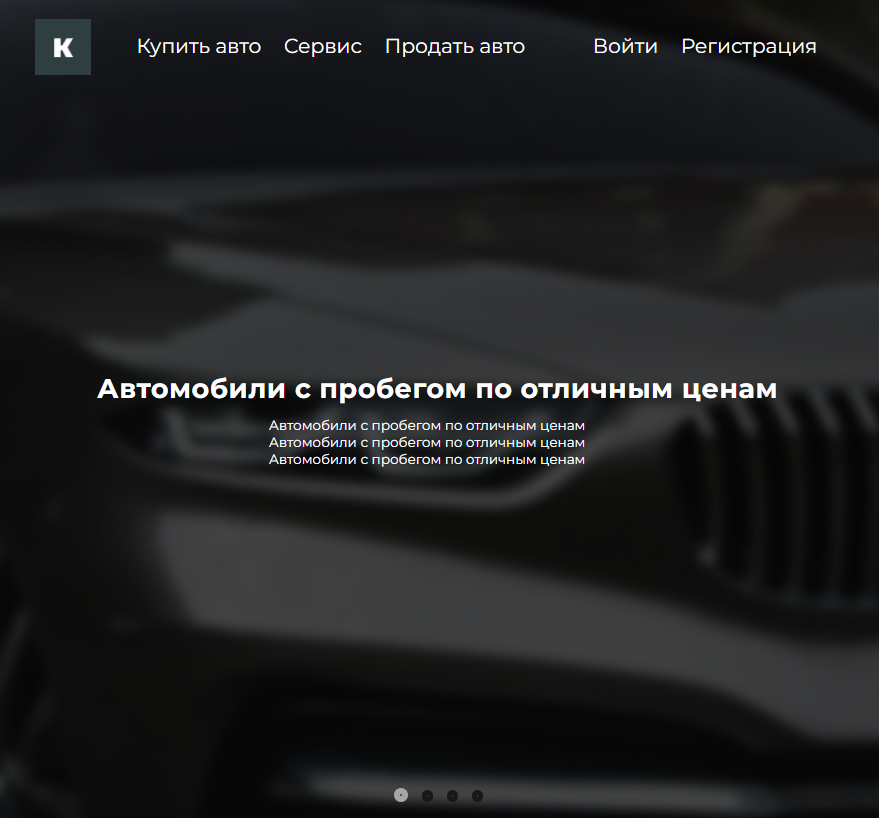 К Купить авто Сервис Продать авто Войти Регистрация
Автомобили с пробегом по отличным ценам
Автомобили с пробегом по отличным ценам
Автомобили с пробегом по отличным ценам
Автомобили с пробегом по отличным ценам